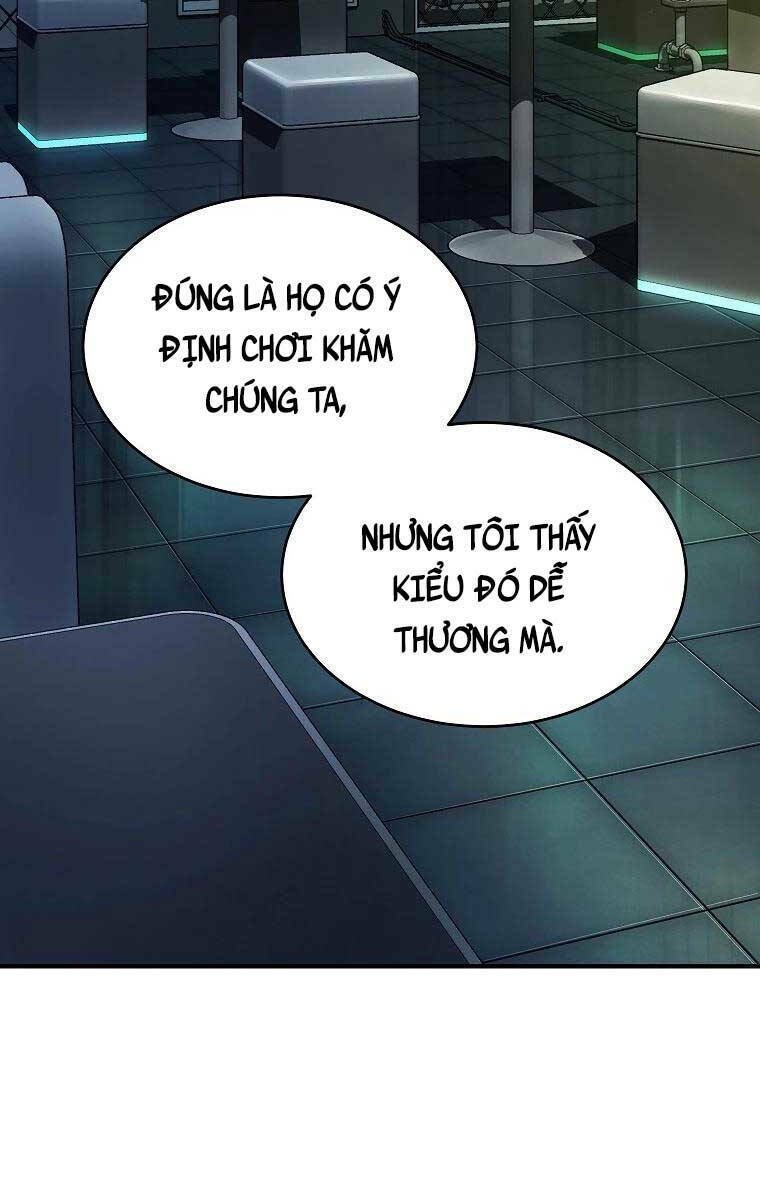 ĐÚNG LÀ HỌ CÓ Ý
ĐỊNH CHƠI KHĂM
CHÚNG TA,
NHƯNG TÔI THẤY
KIỂU ĐÓ DỄ
THƯƠNG MÀ.